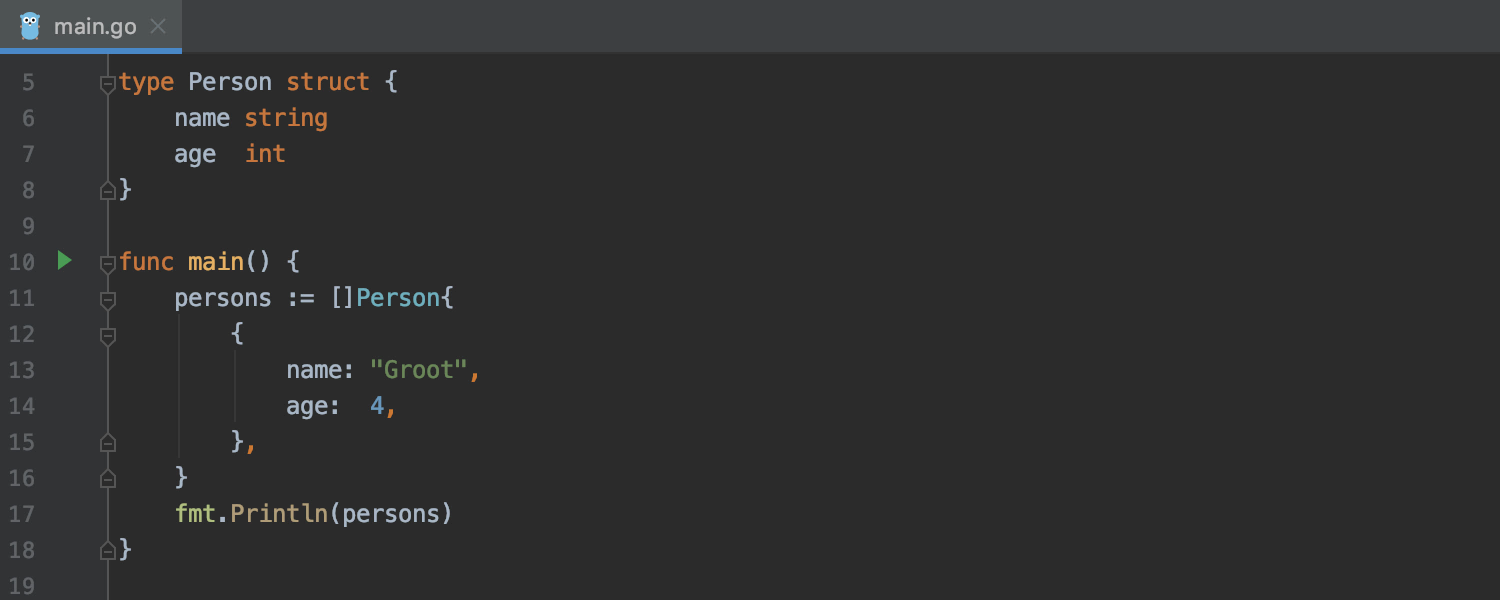 main.go
5 type Person struct {
6     name string
7     age  int
8 }
9
10 func main() {
11     persons := []Person{
12         {
13             name: "Groot",
14             age:  4,
15         },
16     }
17     fmt.Println(persons)
18 }
19